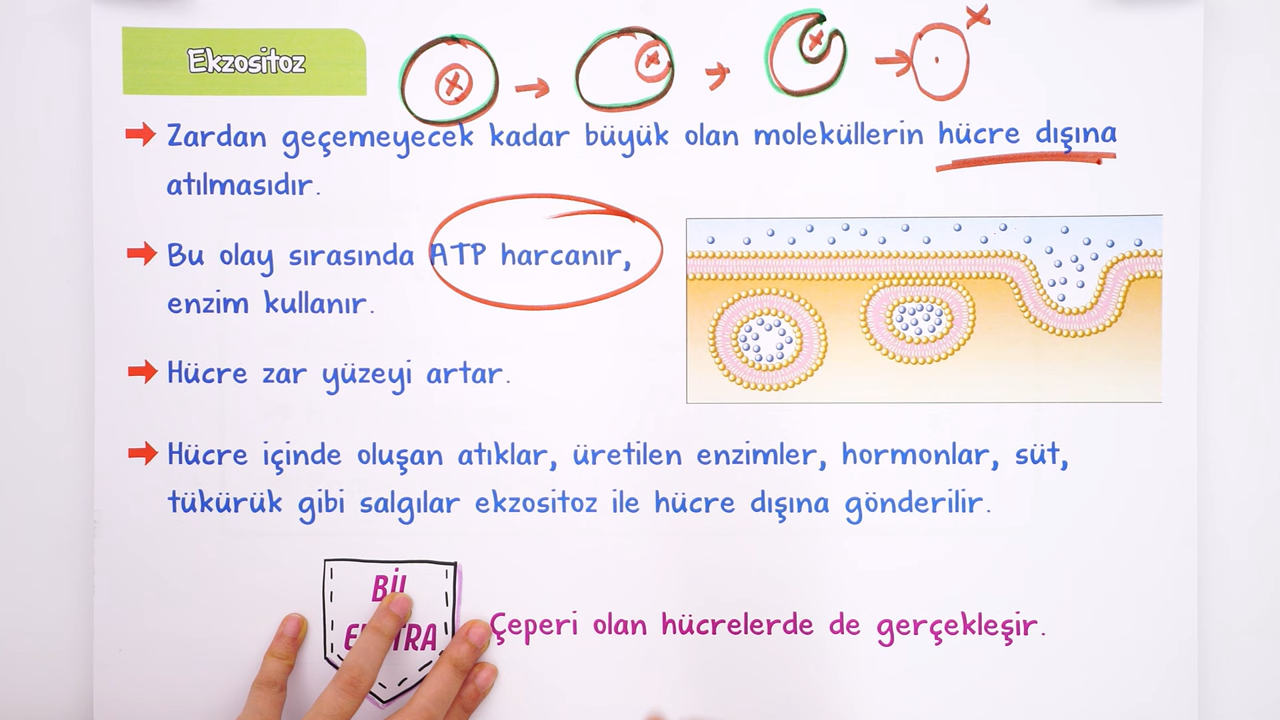 Ekzositoz
Zardan geçemeyecek kadar büyük olan moleküllerin hücre dışına
atılmasıdır.
Bu olay sırasında ATP harcanır,
enzim kullanır.
Hücre zar yüzeyi artar.
Hücre içinde oluşan atıklar, üretilen enzimler, hormonlar, süt,
tükürük gibi salgılar ekzositoz ile hücre dışına gönderilir.
Çeperi olan hücrelerde de gerçekleşir.